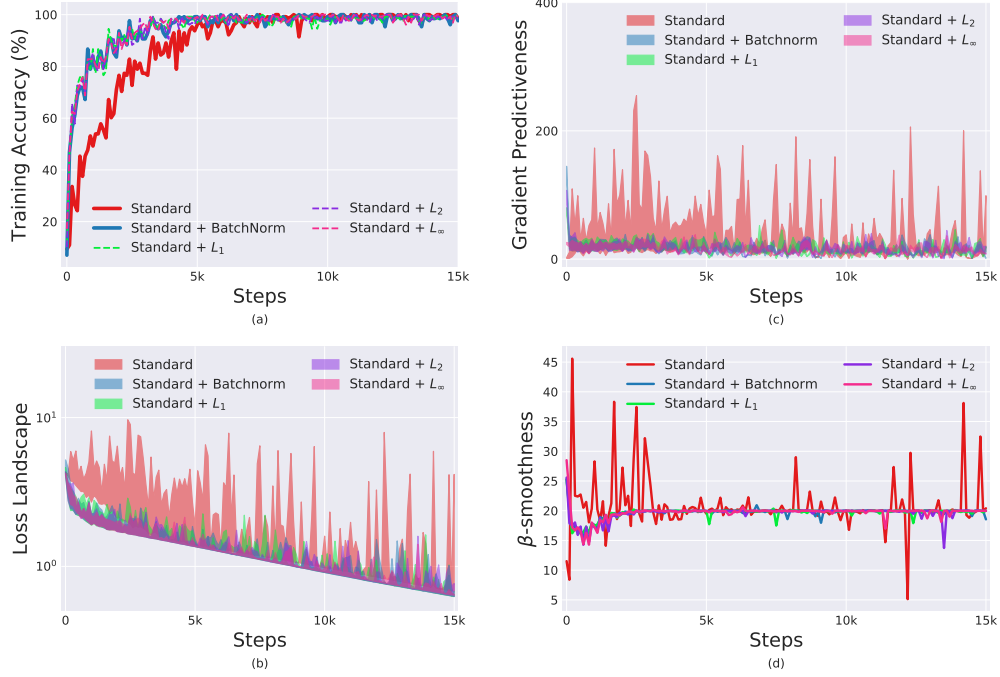 100
80
60
40
20
Training Accuracy (%)
Standard
Standard + BatchNorm
Standard + L₁
Standard + L₂
Standard + L∞
0
5k
10k
15k
Steps
(a)
400
200
0
Gradient Predictiveness
Standard
Standard + Batchnorm
Standard + L₁
Standard + L₂
Standard + L∞
5k
10k
15k
Steps
(c)
10¹
10⁰
Loss Landscape
Standard
Standard + Batchnorm
Standard + L₁
Standard + L₂
Standard + L∞
0
5k
10k
15k
Steps
(b)
45
40
35
30
25
20
15
10
5
β-smoothness
Standard
Standard + Batchnorm
Standard + L₁
Standard + L₂
Standard + L∞
0
5k
10k
15k
Steps
(d)